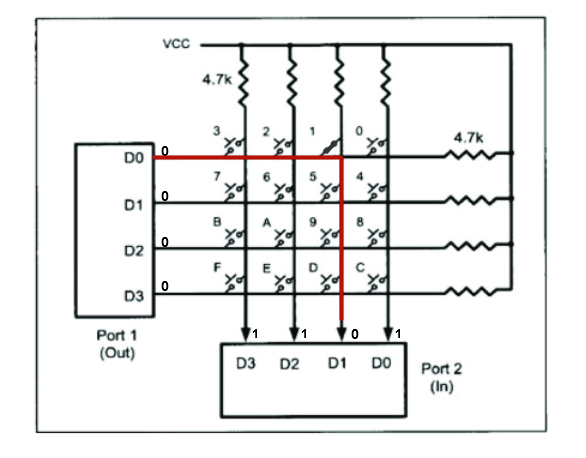 VCC
4.7k
3 2 1 0
4.7k
D0 0
7 6 5 4
D1 0
B A 9 8
D2 0
F E D C
D3 0
Port 1
(Out)
1 1 0 1
D3 D2 D1 D0
Port 2
(In)